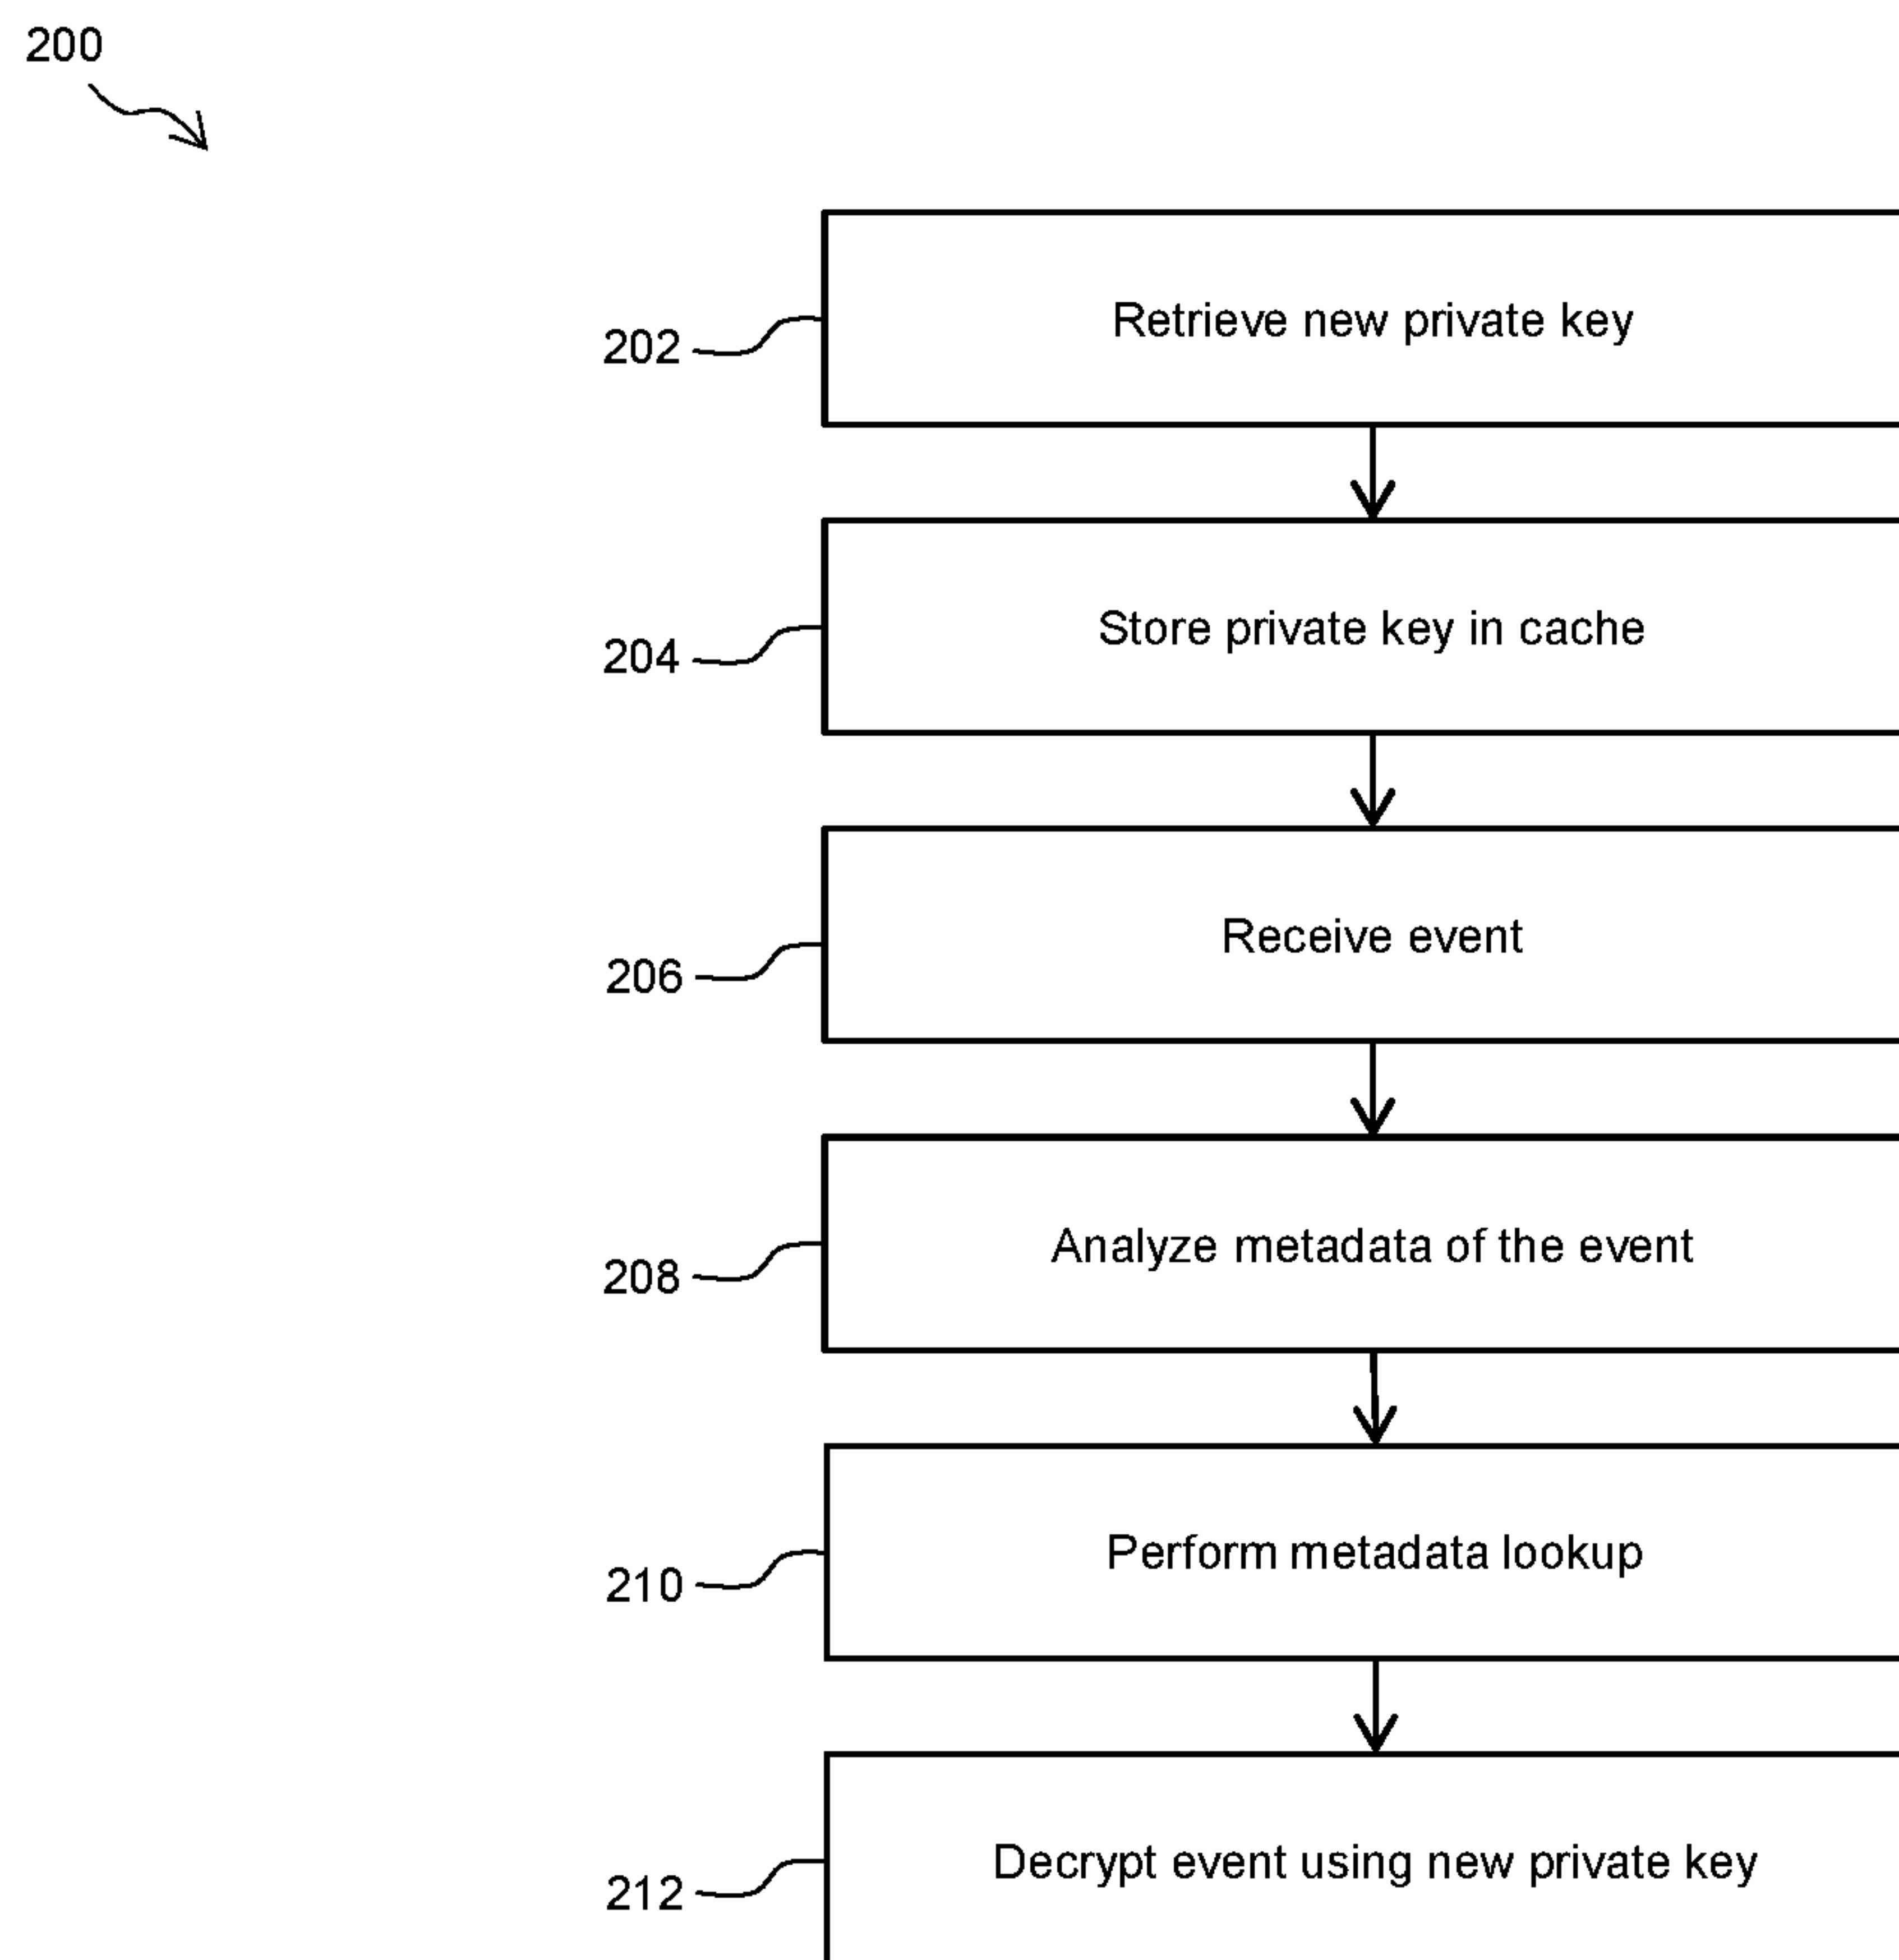 200
Retrieve new private key
202
Store private key in cache
204
Receive event
206
Analyze metadata of the event
208
Perform metadata lookup
210
Decrypt event using new private key
212